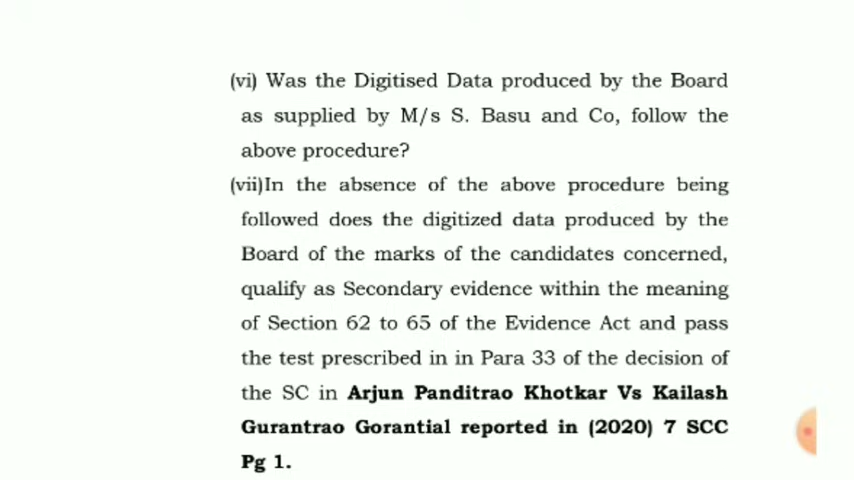 (vi) Was the Digitised Data produced by the Board
as supplied by M/s S. Basu and Co, follow the
above procedure?
(vii)In the absence of the above procedure being
followed does the digitized data produced by the
Board of the marks of the candidates concerned,
qualify as Secondary evidence within the meaning
of Section 62 to 65 of the Evidence Act and pass
the test prescribed in in Para 33 of the decision of
the SC in Arjun Panditrao Khotkar Vs Kailash
Gurantrao Gorantial reported in (2020) 7 SCC
Pg 1.